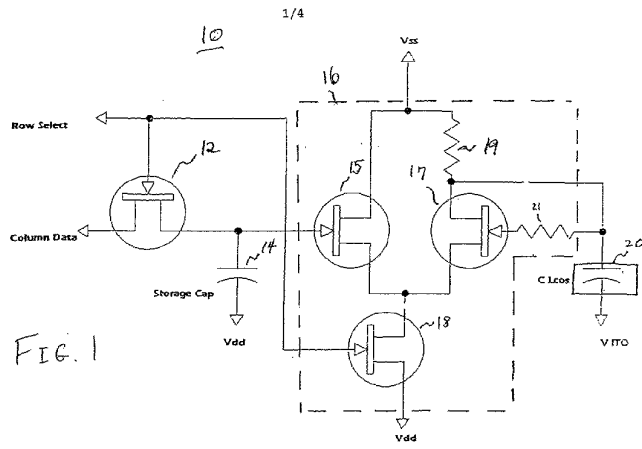 1/4
10
Vss
16
Row Select
12
15
17
19
21
Column Data
14
20
C Lcos
Storage Cap
18
Vdd
VITO
FIG. 1
Vdd